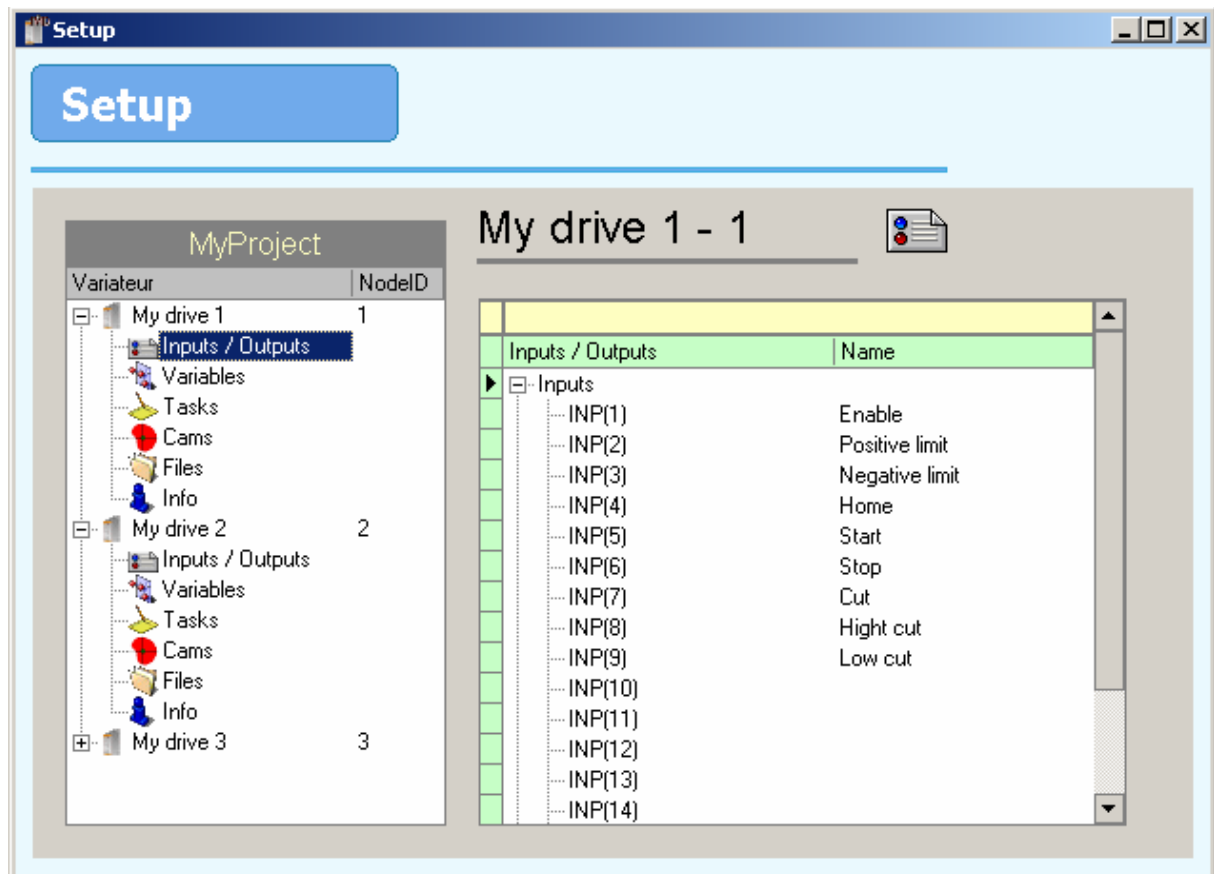 Setup
Setup
MyProject
Variateur NodeID
My drive 1 1
Inputs / Outputs
Variables
Tasks
Cams
Files
Info
My drive 2 2
Inputs / Outputs
Variables
Tasks
Cams
Files
Info
My drive 3 3
My drive 1 - 1
Inputs / Outputs Name
Inputs
INP(1) Enable
INP(2) Positive limit
INP(3) Negative limit
INP(4) Home
INP(5) Start
INP(6) Stop
INP(7) Cut
INP(8) Hight cut
INP(9) Low cut
INP(10)
INP(11)
INP(12)
INP(13)
INP(14)